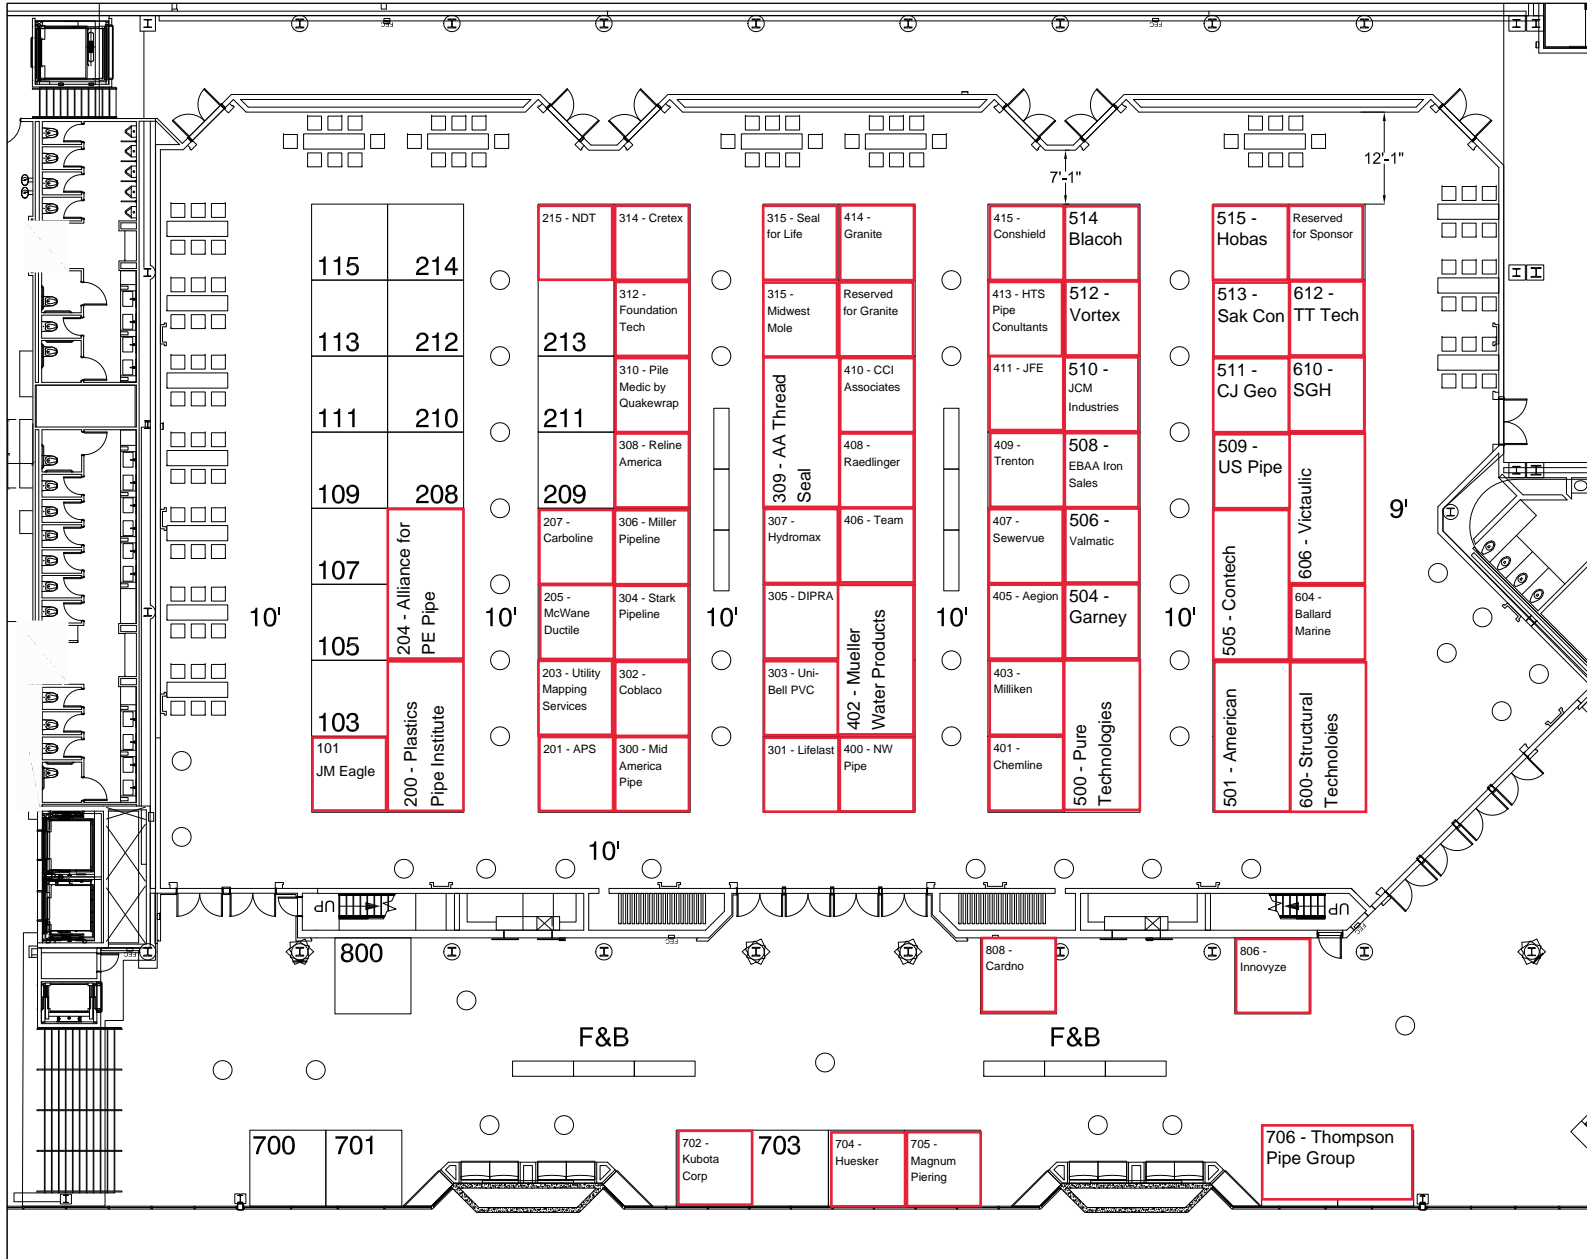 12'-1"
7'-1"
115
214
113
212
111
210
109
208
107
204 - Alliance for
PE Pipe
105
103
200 - Plastics
Pipe Institute
101
JM Eagle
215 - NDT
314 - Cretex
312 -
Foundation
Tech
213
310 - Pile
Medic by
Quakewrap
211
308 - Reline
America
209
207 -
Carboline
306 - Miller
Pipeline
205 -
McWane
Ductile
304 - Stark
Pipeline
203 - Utility
Mapping
Services
302 -
Coblaco
201 - APS
300 - Mid
America
Pipe
315 - Seal
for Life
414 -
Granite
315 -
Midwest
Mole
Reserved
for Granite
309 - AA Thread
Seal
410 - CCI
Associates
408 -
Raedlinger
307 -
Hydromax
406 - Team
305 - DIPRA
402 - Mueller
Water Products
303 - Uni-
Bell PVC
301 - Lifelast
400 - NW
Pipe
415 -
Conshield
514
Blacoh
413 - HTS
Pipe
Conultants
512 -
Vortex
411 - JFE
510 -
JCM
Industries
409 -
Trenton
508 -
EBAA Iron
Sales
407 -
Sewervue
506 -
Valmatic
405 - Aegion
504 -
Garney
403 -
Milliken
500 - Pure
Technologies
401 -
Chemline
515 -
Hobas
Reserved
for Sponsor
513 -
Sak Con
612 -
TT Tech
511 -
CJ Geo
610 -
SGH
509 -
US Pipe
606 - Victaulic
505 - Contech
604 -
Ballard
Marine
501 - American
600- Structural
Technoloies
9'
10'
10'
10'
10'
10'
10'
UP
UP
800
808 -
Cardno
806 -
Innovyze
F&B
F&B
700
701
702 -
Kubota
Corp
703
704 -
Huesker
705 -
Magnum
Piering
706 - Thompson
Pipe Group